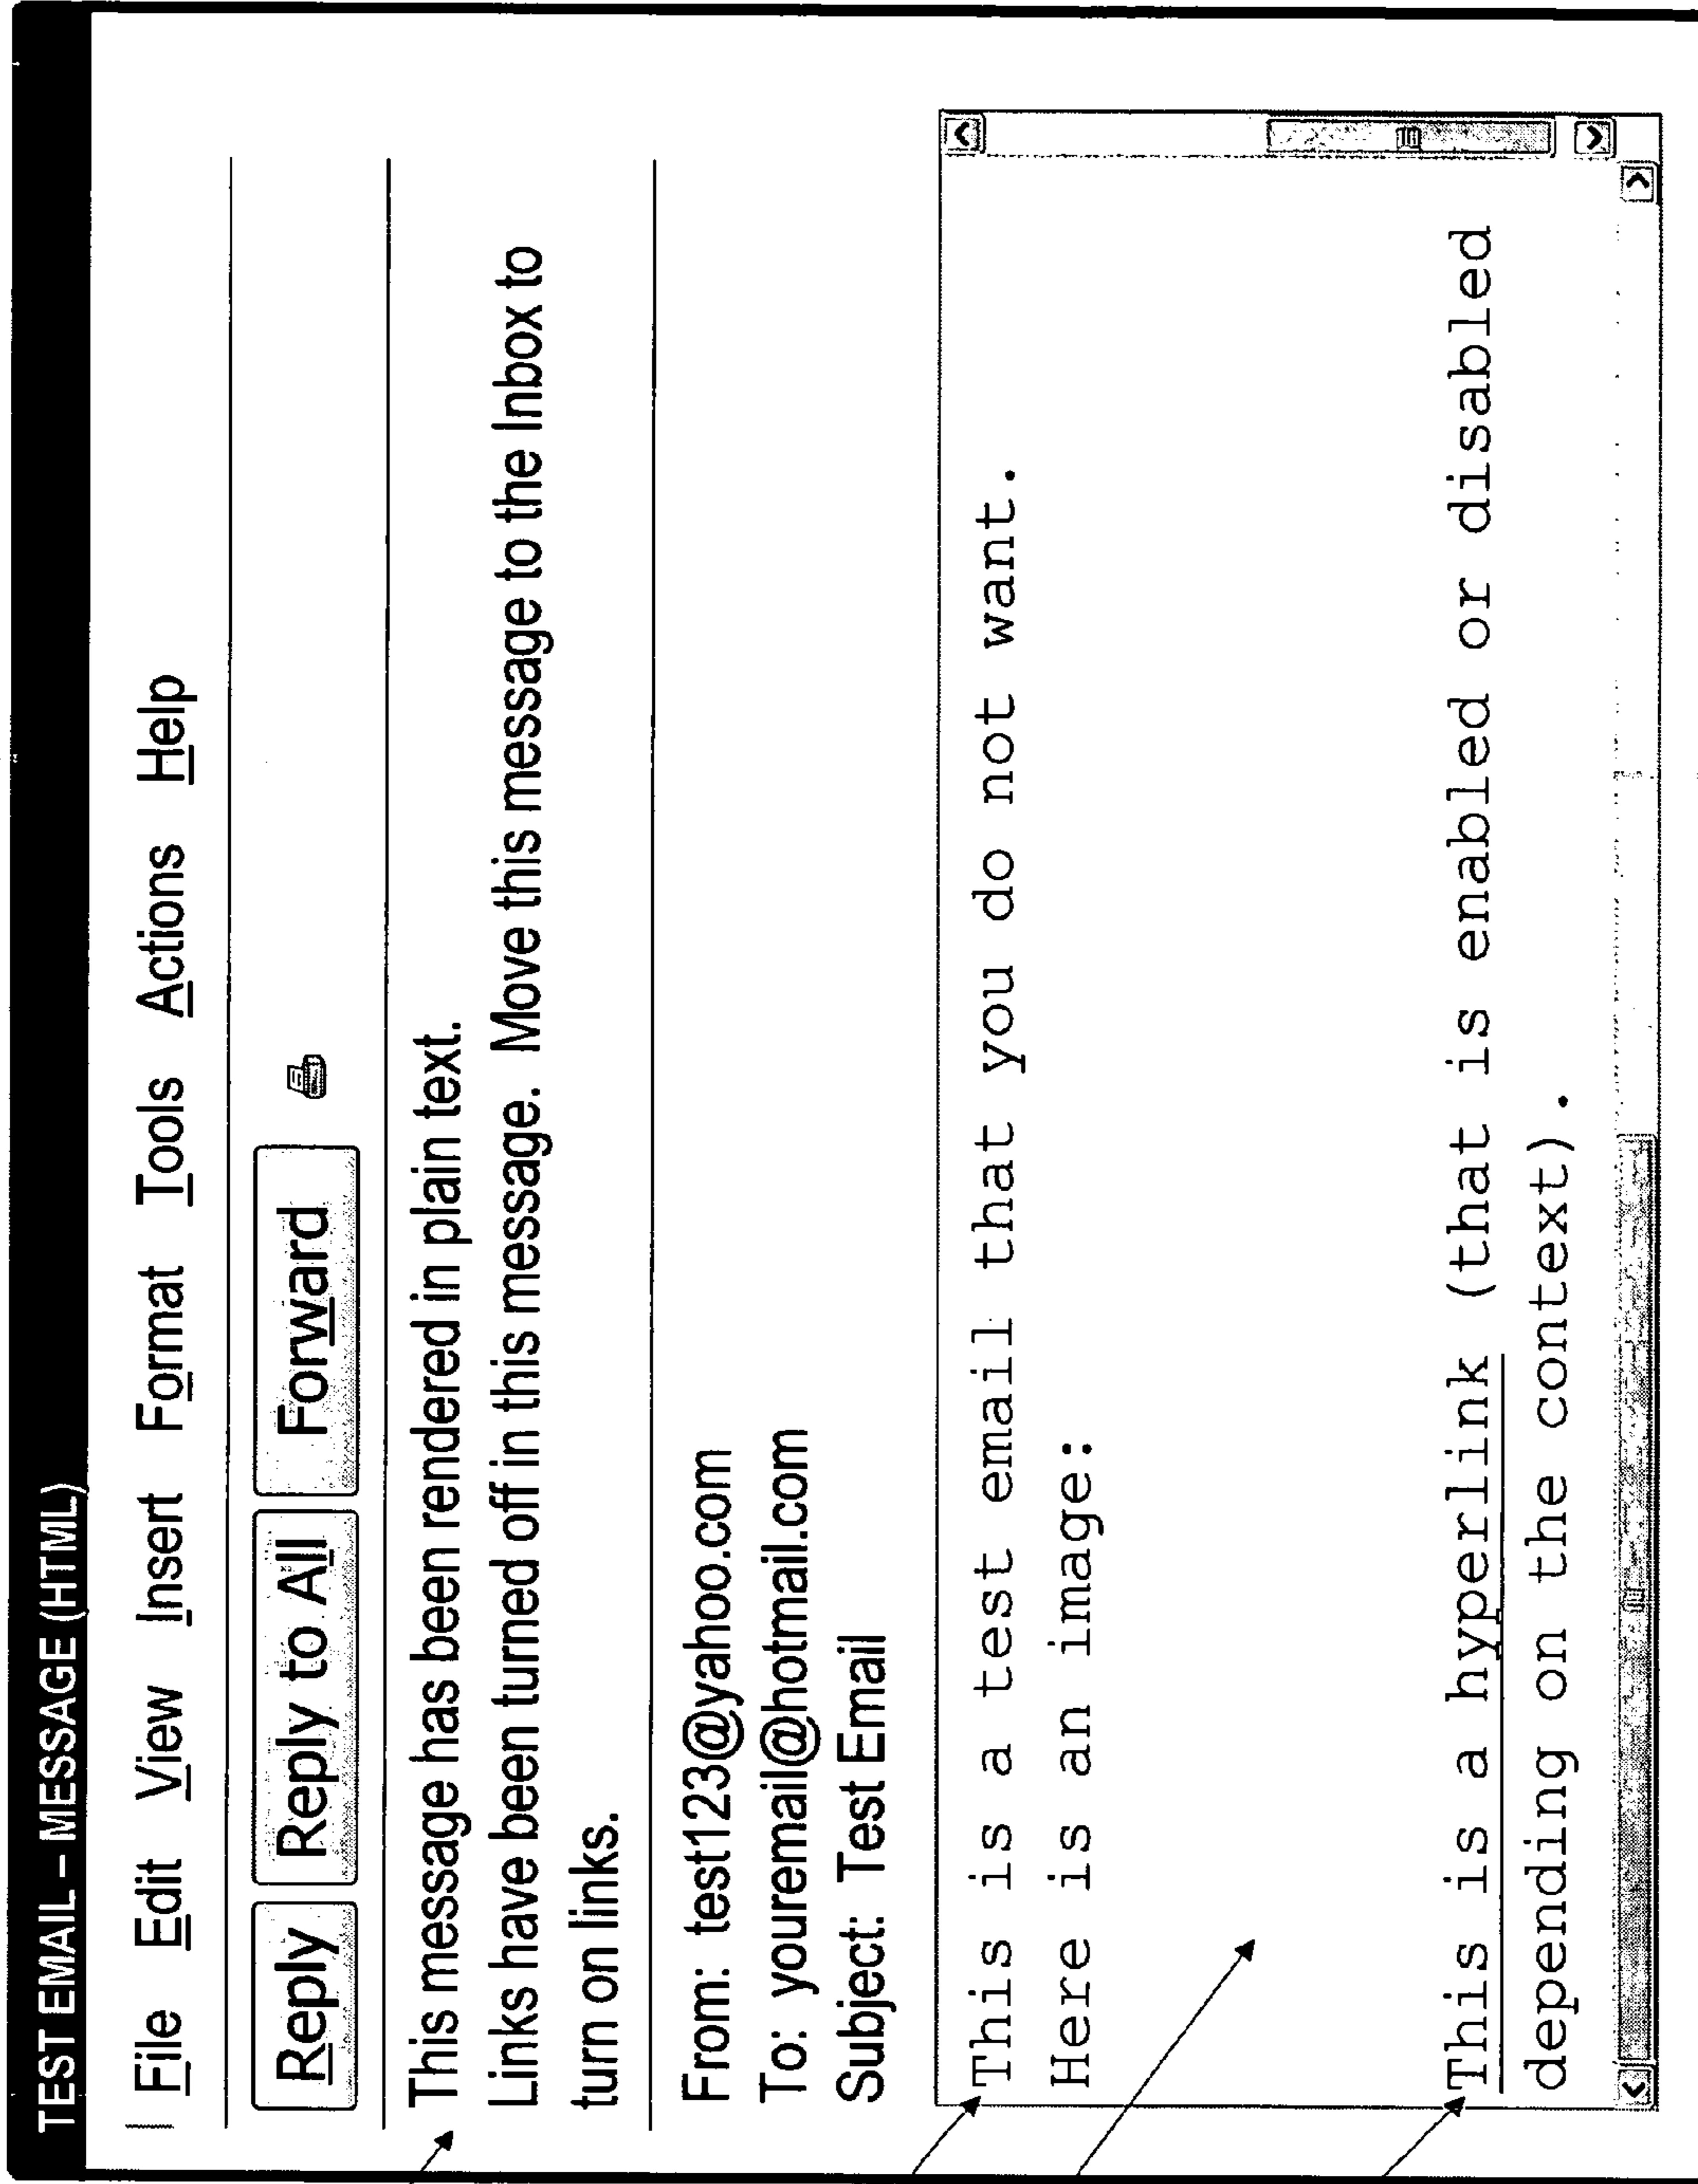 TEST EMAIL – MESSAGE (HTML)
File Edit View Insert Format Tools Actions Help
Reply Reply to All Forward
This message has been rendered in plain text.
Links have been turned off in this message. Move this message to the Inbox to
turn on links.
From: test123@yahoo.com
To: youremail@hotmail.com
Subject: Test Email
This is a test email that you do not want.
Here is an image:
This is a hyperlink (that is enabled or disabled
depending on the context).